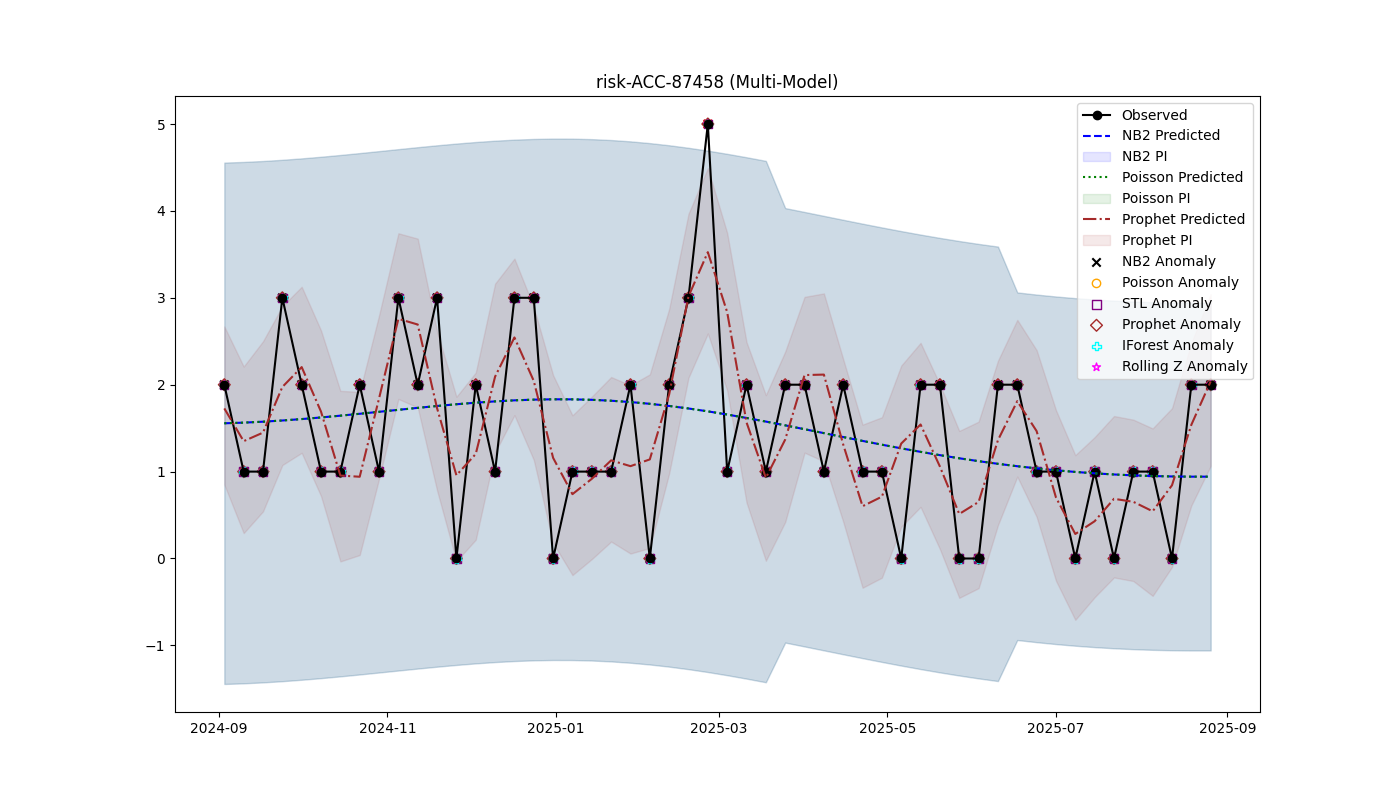 risk-ACC-87458 (Multi-Model)
5
4
3
2
1
0
−1
2024-09
2024-11
2025-01
2025-03
2025-05
2025-07
2025-09
Observed
NB2 Predicted
NB2 PI
Poisson Predicted
Poisson PI
Prophet Predicted
Prophet PI
NB2 Anomaly
Poisson Anomaly
STL Anomaly
Prophet Anomaly
IForest Anomaly
Rolling Z Anomaly